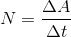 N = ΔA / Δt